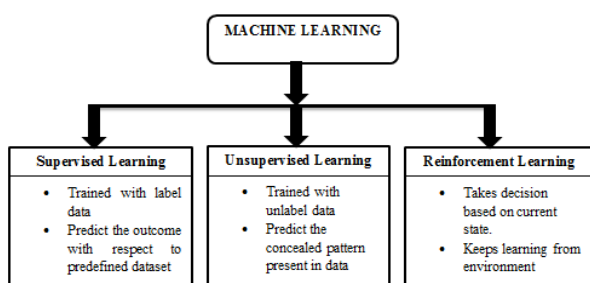 MACHINE LEARNING
Supervised Learning
• Trained with label
data
• Predict the outcome
with respect to
predefined dataset
Unsupervised Learning
• Trained with
unlabel data
• Predict the
concealed pattern
present in data
Reinforcement Learning
• Takes decision
based on current
state.
• Keeps learning from
environment